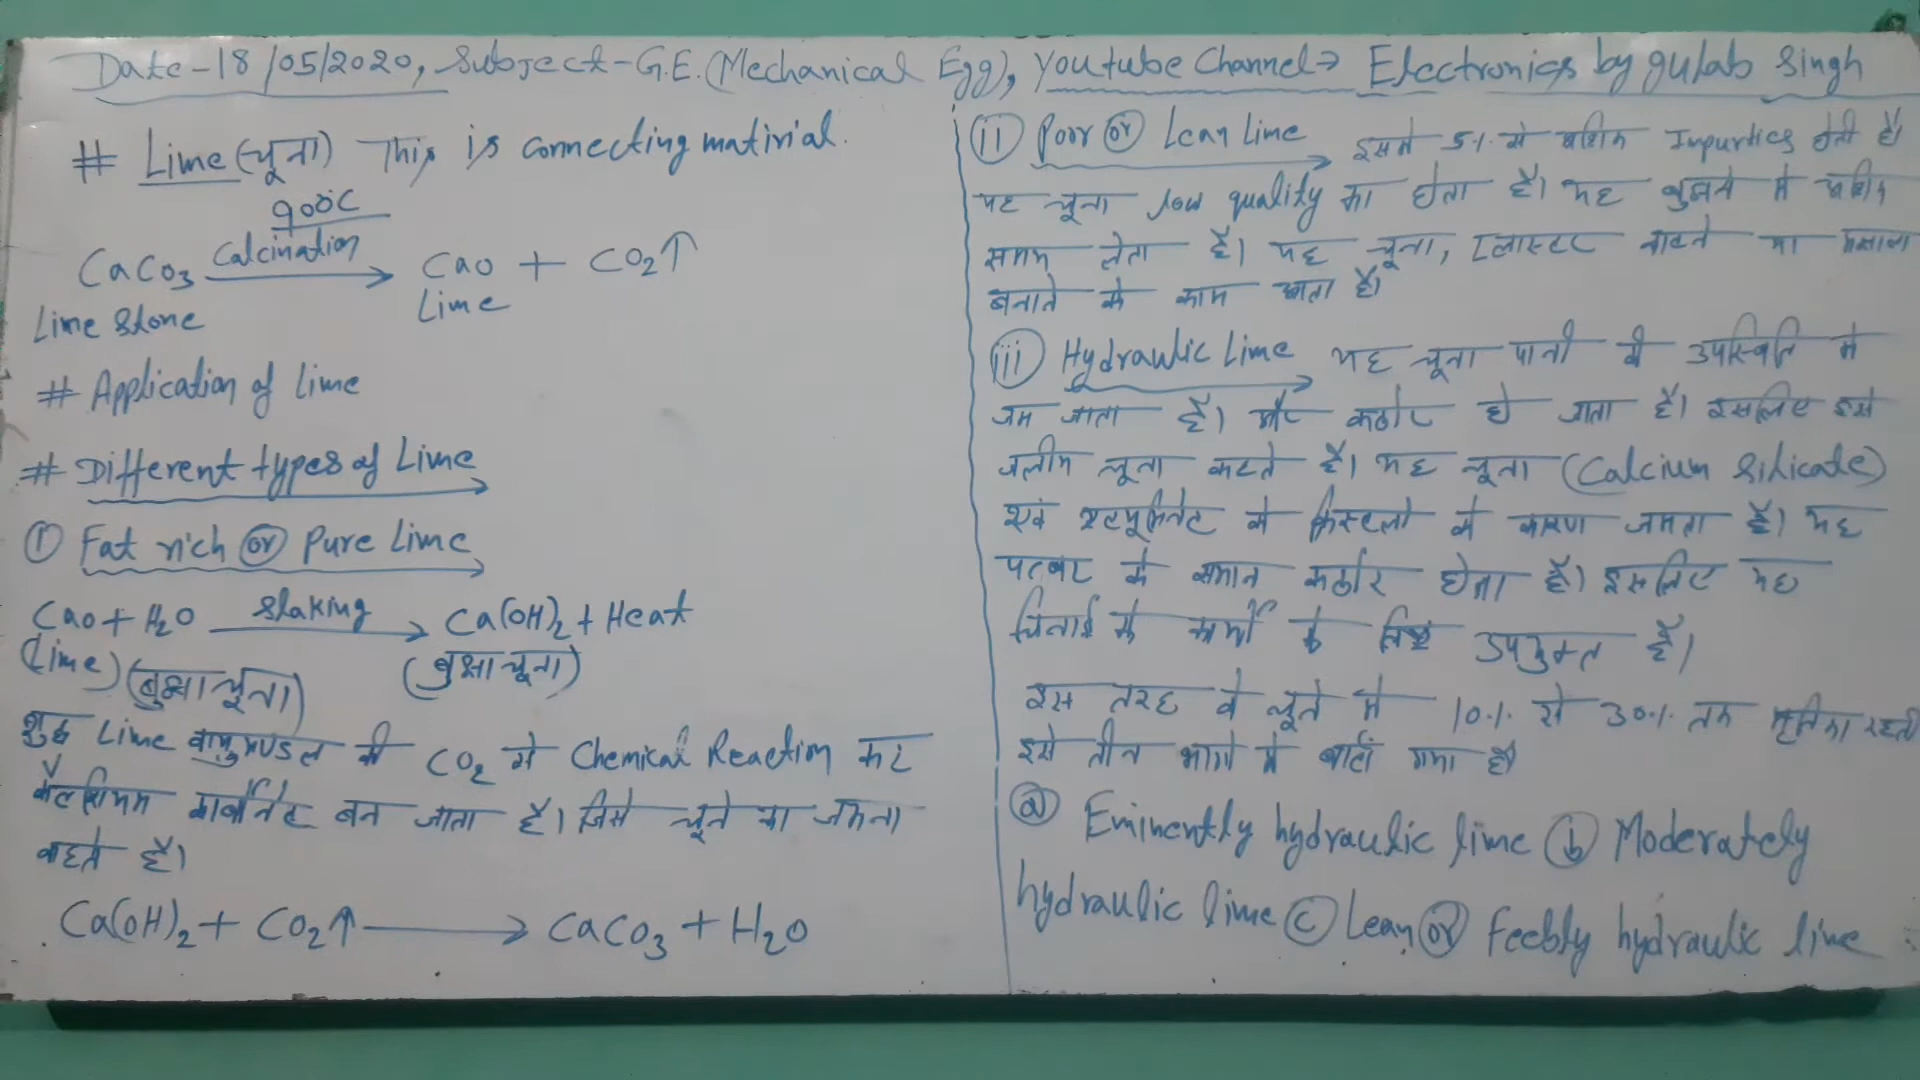 Date-18/05/2020, Subject-G.E.(Mechanical Egg), Youtube Channel→ Electronics by gulab Singh
# Lime (चूना) This is connecting matirial.
900°C
CaCO3 Calcination → CaO + CO2↑
Lime Stone Lime
# Application of Lime
# Different types of Lime
(i) Fat rich or Pure Lime
CaO + H2O slaking → Ca(OH)2 + Heat
(Lime) (बुझा चूना) (बुझा चूना)
शुद्ध Lime वायुमण्डल की CO2 से Chemical Reaction कर
कैल्शियम कार्बोनेट बन जाता है। जिसे चूने का जमना
कहते है।
Ca(OH)2 + CO2↑ → CaCO3 + H2O
(ii) Poor or Lean Lime → इसमे 5% से अधिक Impurtics होती है
यह चूना low quality का होता है। यह बुझने मे अधिक
समय लेता है। यह चूना, प्लास्टर काटने या मसाला
बनाने के काम आता है।
(iii) Hydraulic Lime → यह चूना पानी की उपस्थिति मे
जम जाता है। और कठोर हो जाता है। इसलिए इसे
जलीय चूना कहते है। यह चूना (Calcium Silicate)
एवं एल्यूमिनेट के क्रिस्टलो के कारण जमता है। यह
पत्थर के समान कठोर होता है। इसलिए यह
चिनाई के कार्यो के लिए उपयुक्त है।
इस तरह के चूने मे 10% से 30% तक मृतिका रहती
इसे तीन भागो मे बाटाँ गया है
(a) Eminently hydraulic lime (b) Moderately
hydraulic lime (c) Lean or Feebly hydraulic lime